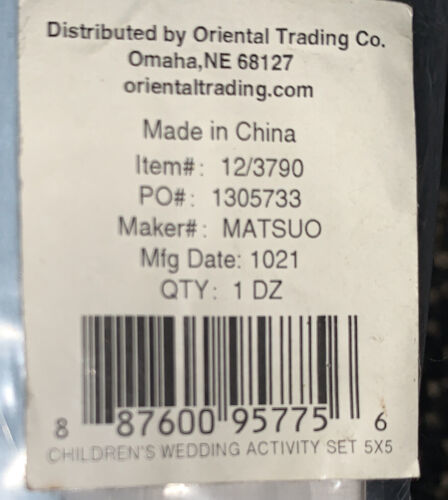 Distributed by Oriental Trading Co.
Omaha,NE 68127
orientaltrading.com
Made in China
Item#: 12/3790
PO#: 1305733
Maker#: MATSUO
Mfg Date: 1021
QTY: 1 DZ
8 87600 95775 6
CHILDREN'S WEDDING ACTIVITY SET 5X5